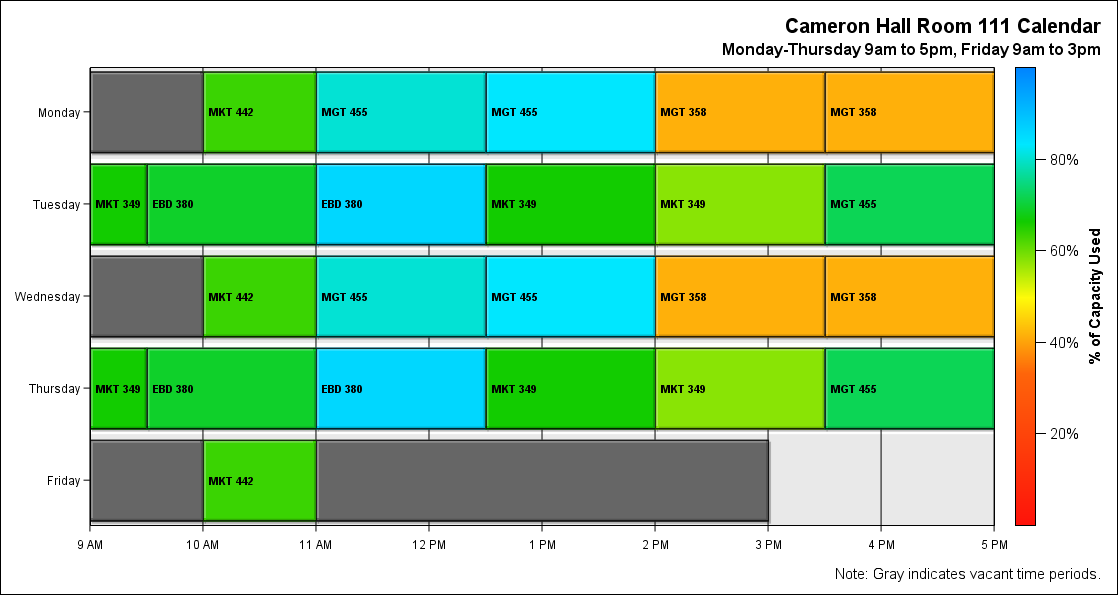 Cameron Hall Room 111 Calendar
Monday-Thursday 9am to 5pm, Friday 9am to 3pm
Monday
MKT 442
MGT 455
MGT 455
MGT 358
MGT 358
Tuesday
MKT 349
EBD 380
EBD 380
MKT 349
MKT 349
MGT 455
Wednesday
MKT 442
MGT 455
MGT 455
MGT 358
MGT 358
Thursday
MKT 349
EBD 380
EBD 380
MKT 349
MKT 349
MGT 455
Friday
MKT 442
9 AM
10 AM
11 AM
12 PM
1 PM
2 PM
3 PM
4 PM
5 PM
80%
60%
40%
20%
% of Capacity Used
Note: Gray indicates vacant time periods.